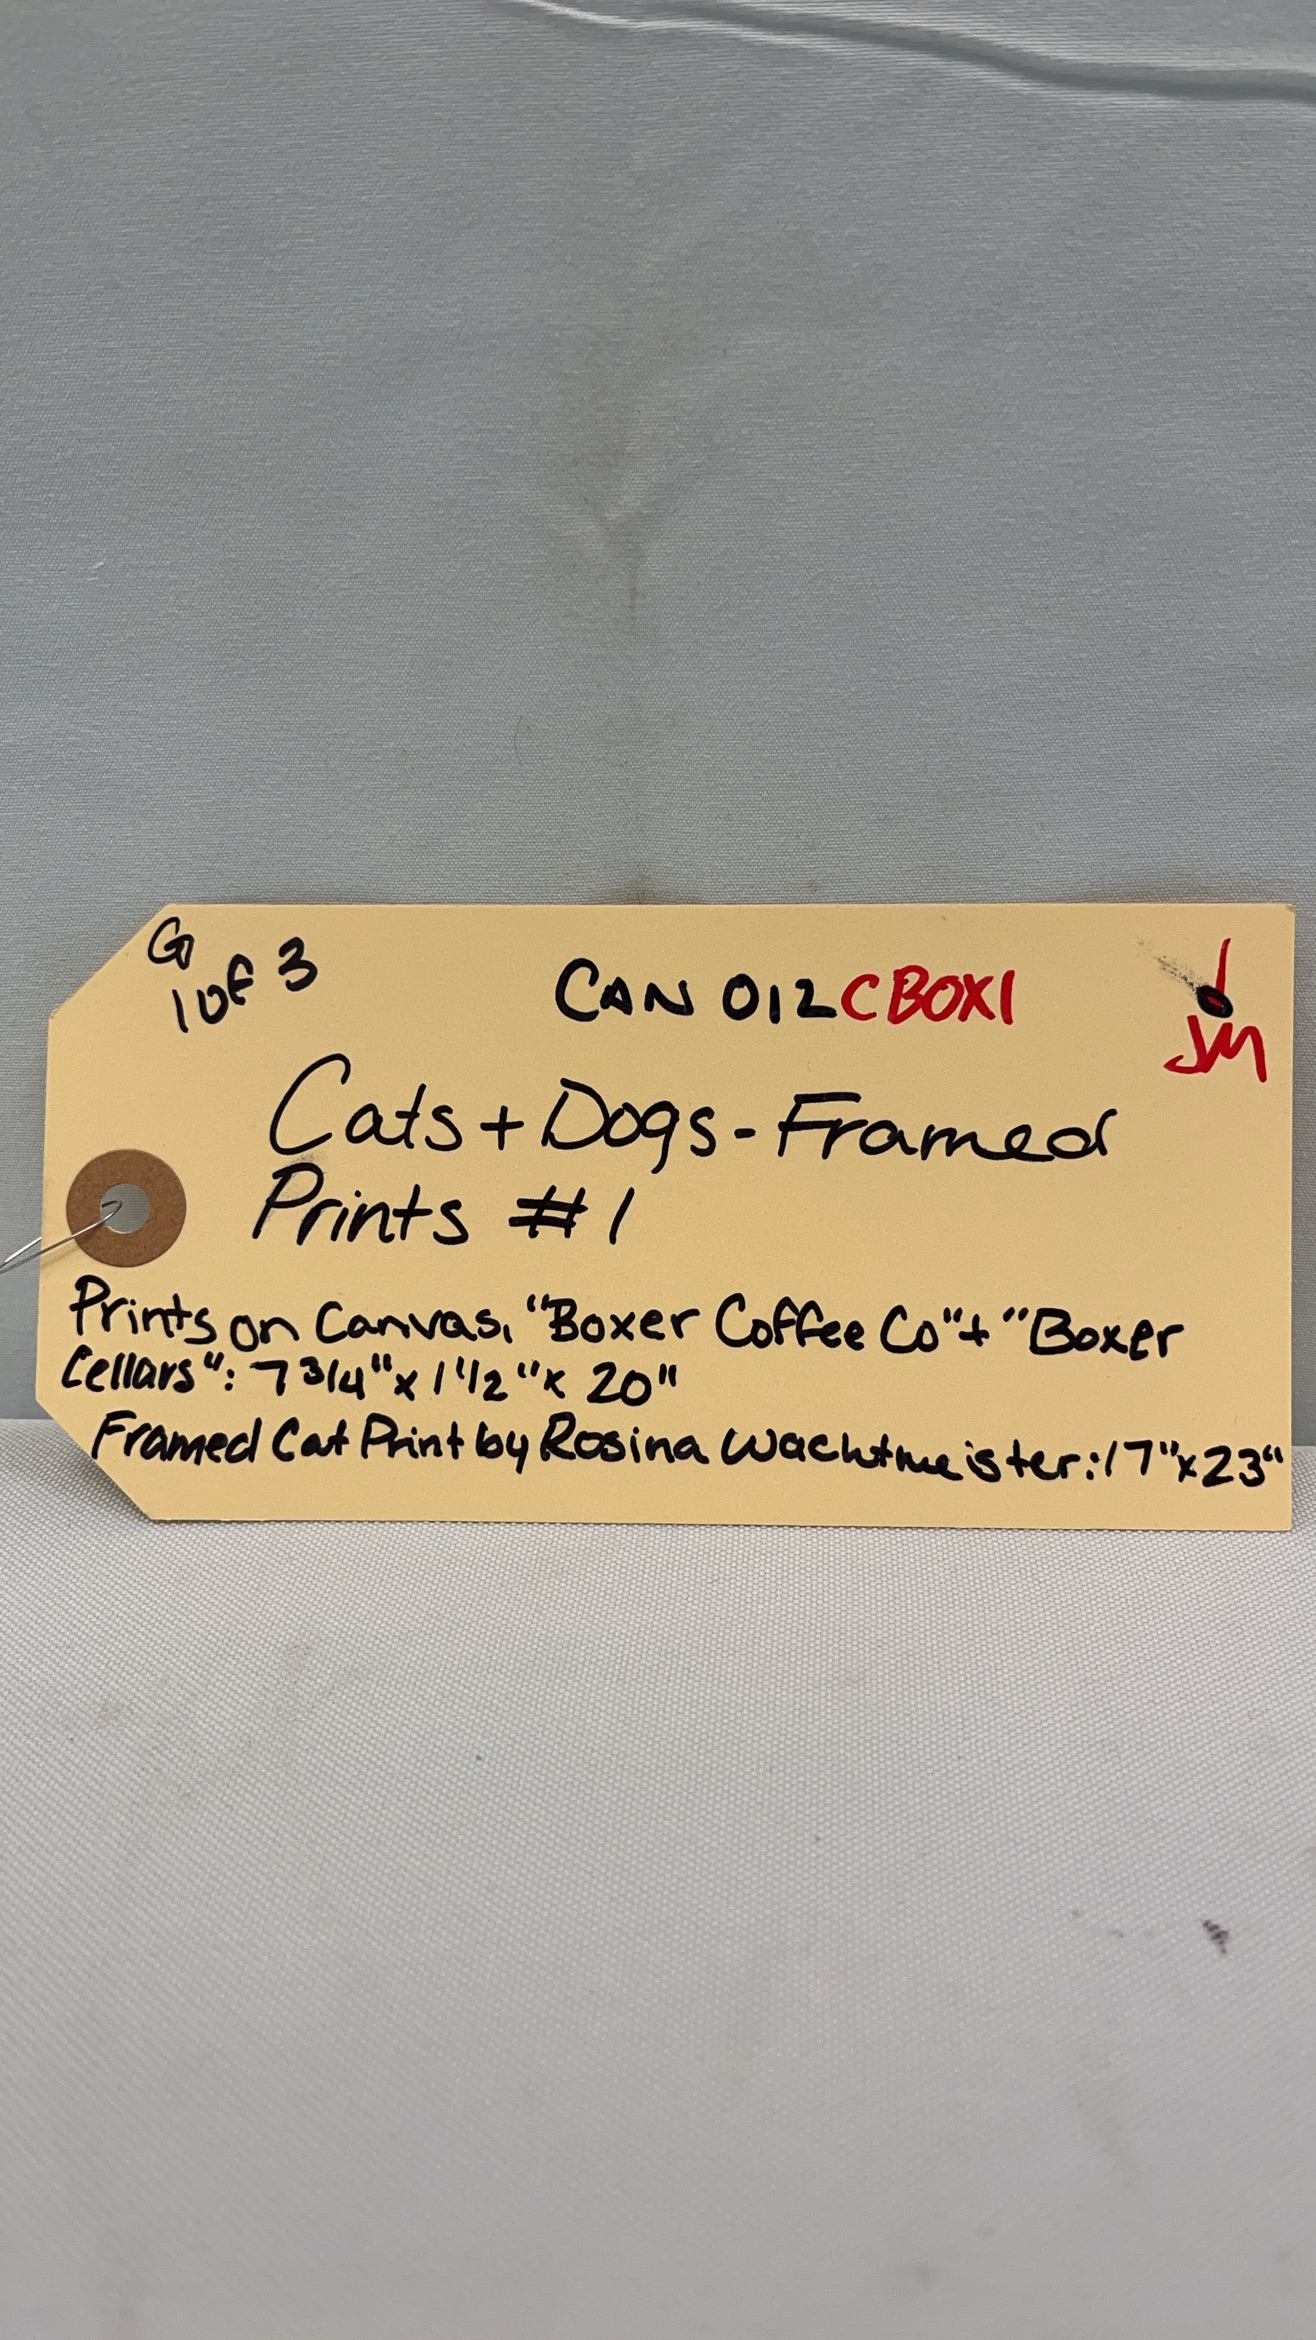 G
1 of 3
CAN 012CBOX1
JM
Cats + Dogs - Framed
Prints #1
Prints on Canvas, "Boxer Coffee Co" + "Boxer
Cellars": 7 3/4" x 1 1/2" x 20"
Framed Cat Print by Rosina Wachtmeister: 17" x 23"